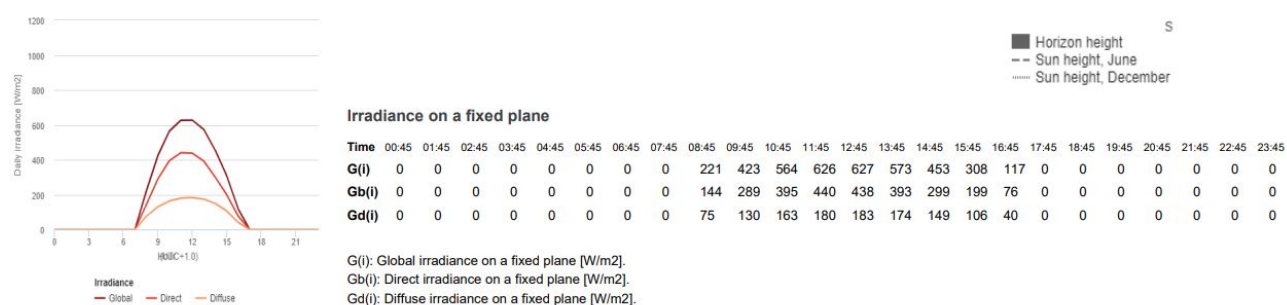 1200
1000
800
600
400
200
0
Daily irradiance [W/m2]
0 3 6 9 12 15 18 21
(UTC+1.0)
Irradiance
Global Direct Diffuse
S
Horizon height
Sun height, June
Sun height, December
Irradiance on a fixed plane
Time 00:45 01:45 02:45 03:45 04:45 05:45 06:45 07:45 08:45 09:45 10:45 11:45 12:45 13:45 14:45 15:45 16:45 17:45 18:45 19:45 20:45 21:45 22:45 23:45
G(i) 0 0 0 0 0 0 0 0 221 423 564 626 627 573 453 308 117 0 0 0 0 0 0 0
Gb(i) 0 0 0 0 0 0 0 0 144 289 395 440 438 393 299 199 76 0 0 0 0 0 0 0
Gd(i) 0 0 0 0 0 0 0 0 75 130 163 180 183 174 149 106 40 0 0 0 0 0 0 0
G(i): Global irradiance on a fixed plane [W/m2].
Gb(i): Direct irradiance on a fixed plane [W/m2].
Gd(i): Diffuse irradiance on a fixed plane [W/m2].